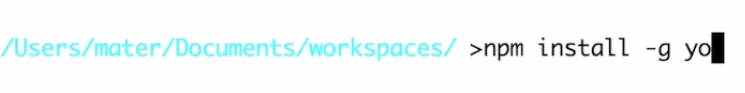 /Users/mater/Documents/workspaces/ >npm install -g yo